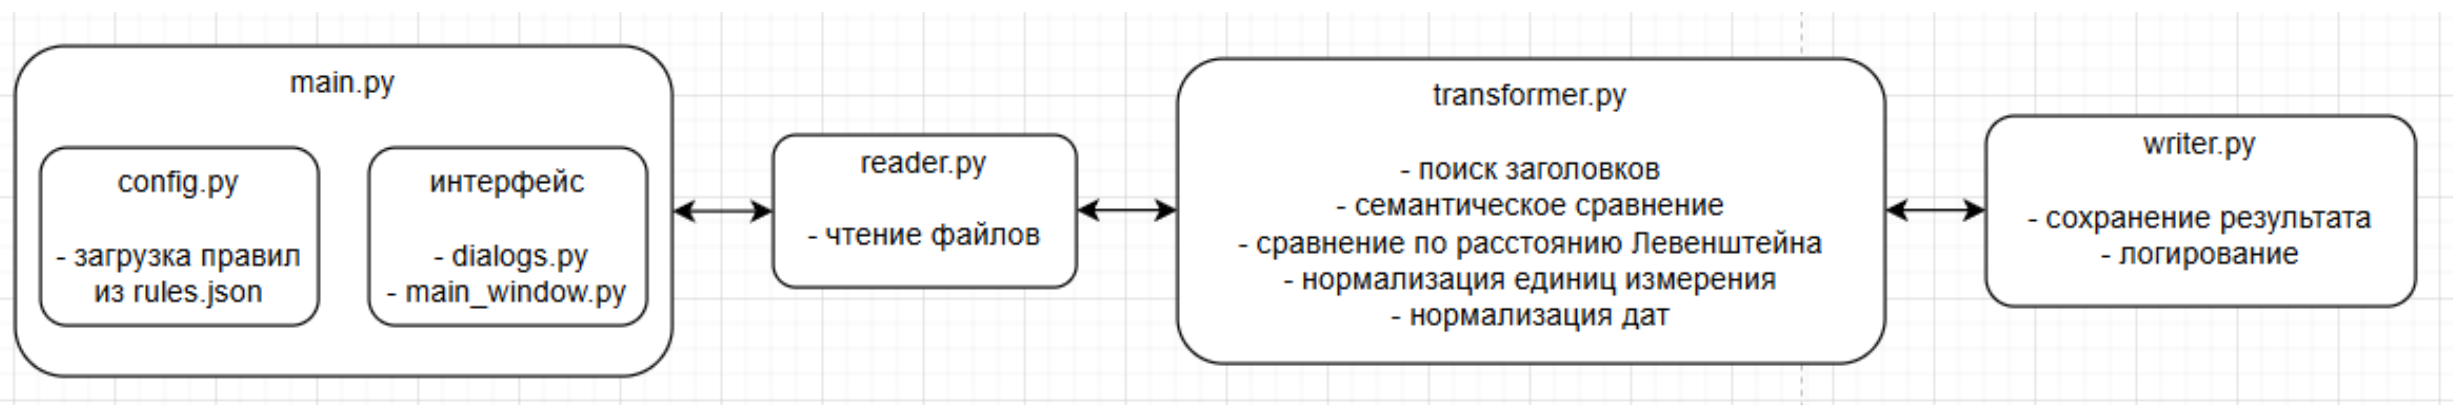 main.py
config.py
- загрузка правил
из rules.json
интерфейс
- dialogs.py
- main_window.py
reader.py
- чтение файлов
transformer.py
- поиск заголовков
- семантическое сравнение
- сравнение по расстоянию Левенштейна
- нормализация единиц измерения
- нормализация дат
writer.py
- сохранение результата
- логирование